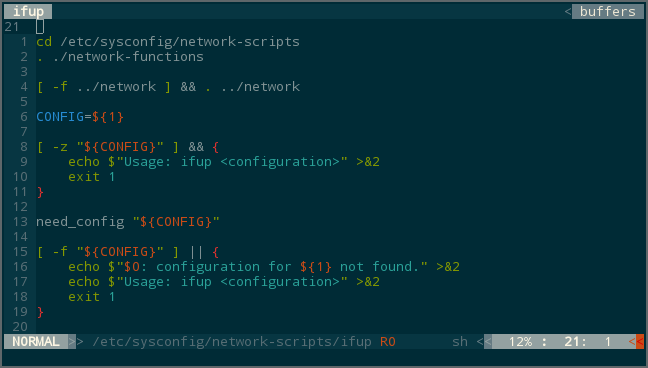 ifup < buffers
21
1 cd /etc/sysconfig/network-scripts
2 . ./network-functions
3
4 [ -f ../network ] && . ../network
5
6 CONFIG=${1}
7
8 [ -z "${CONFIG}" ] && {
9     echo $"Usage: ifup <configuration>" >&2
10     exit 1
11 }
12
13 need_config "${CONFIG}"
14
15 [ -f "${CONFIG}" ] || {
16     echo $"$0: configuration for ${1} not found." >&2
17     echo $"Usage: ifup <configuration>" >&2
18     exit 1
19 }
20
NORMAL >> /etc/sysconfig/network-scripts/ifup RO sh << 12% : 21: 1 <<